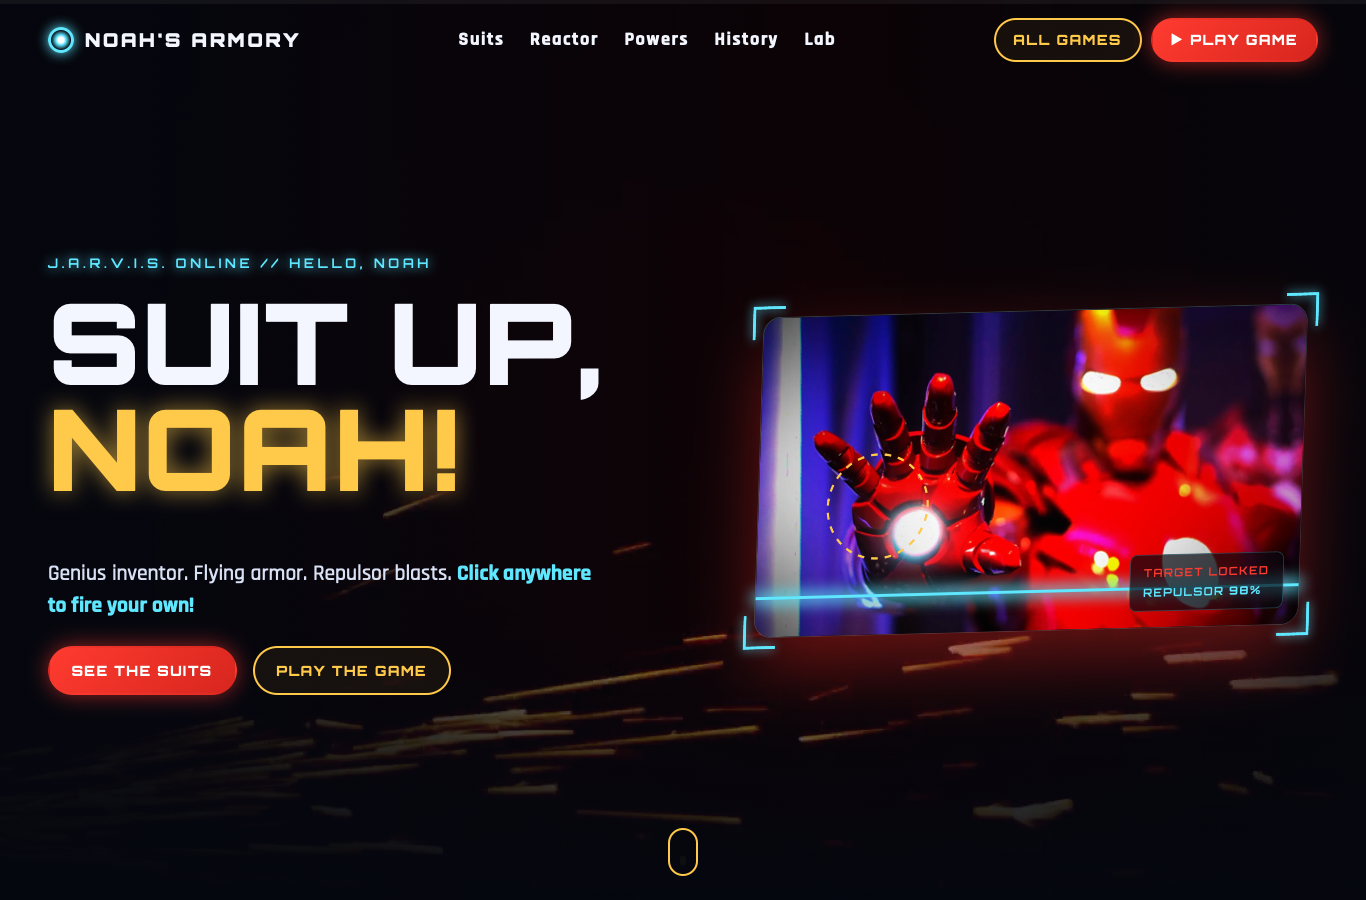 NOAH'S ARMORY
Suits Reactor Powers History Lab
ALL GAMES
PLAY GAME
J.A.R.V.I.S. ONLINE // HELLO, NOAH
SUIT UP,
NOAH!
Genius inventor. Flying armor. Repulsor blasts. Click anywhere
to fire your own!
SEE THE SUITS
PLAY THE GAME
TARGET LOCKED
REPULSOR 98%